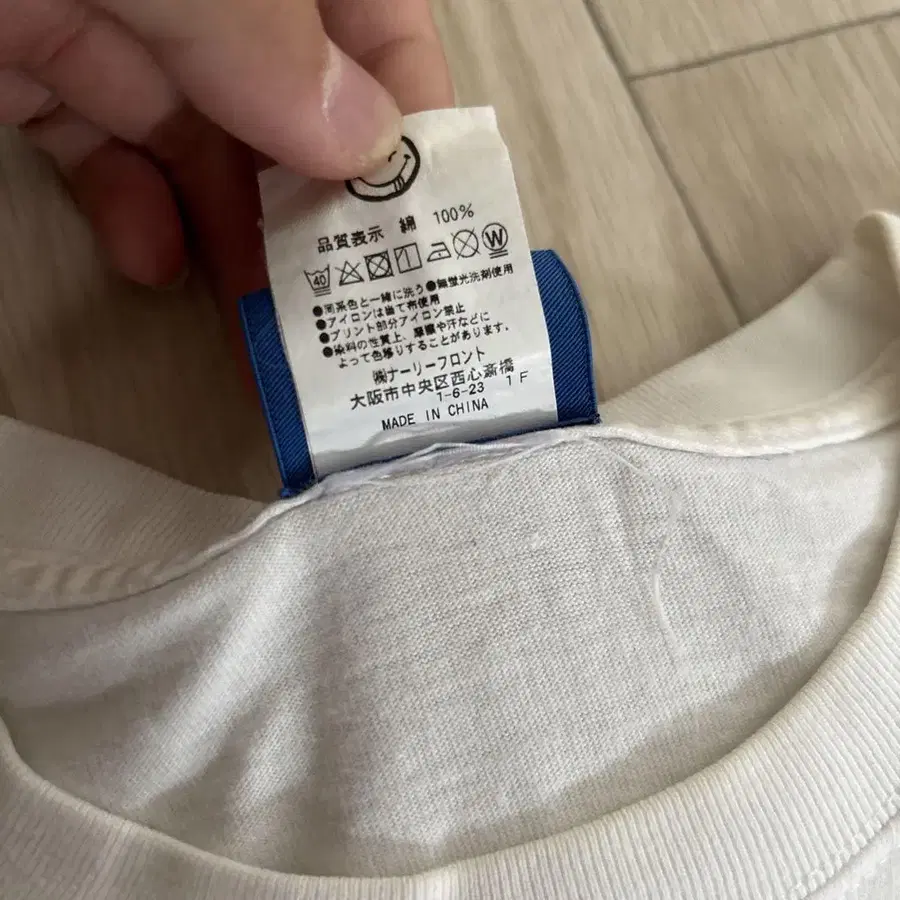 品質表示 綿 100%
40 W
●同系色と一緒に洗う●無蛍光洗剤使用
●アイロンは当て布使用
●プリント部分アイロン禁止
●染料の性質上、摩擦や汗などに
よって色移りすることがあります。
㈱ナーリーフロント
大阪市中央区西心斎橋
1-6-23 1F
MADE IN CHINA